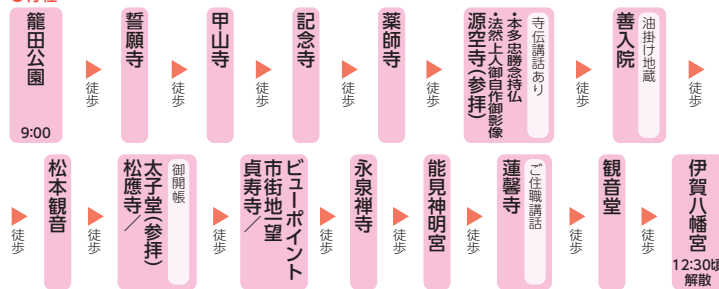 籠田公園
9:00
徒歩
誓願寺
徒歩
甲山寺
徒歩
記念寺
徒歩
薬師寺
徒歩
寺伝講話あり
・本多忠勝念持仏
・法然上人御自作御影像
源空寺(参拝)
徒歩
油掛け地蔵
善入院
徒歩
徒歩
松本観音
徒歩
御開帳
太子堂(参拝)
松應寺/
徒歩
ビューポイント
市街地一望
貞寿寺/
徒歩
永泉禅寺
徒歩
能見神明宮
徒歩
ご住職講話
蓮馨寺
徒歩
観音堂
徒歩
伊賀八幡宮
12:30頃
解散